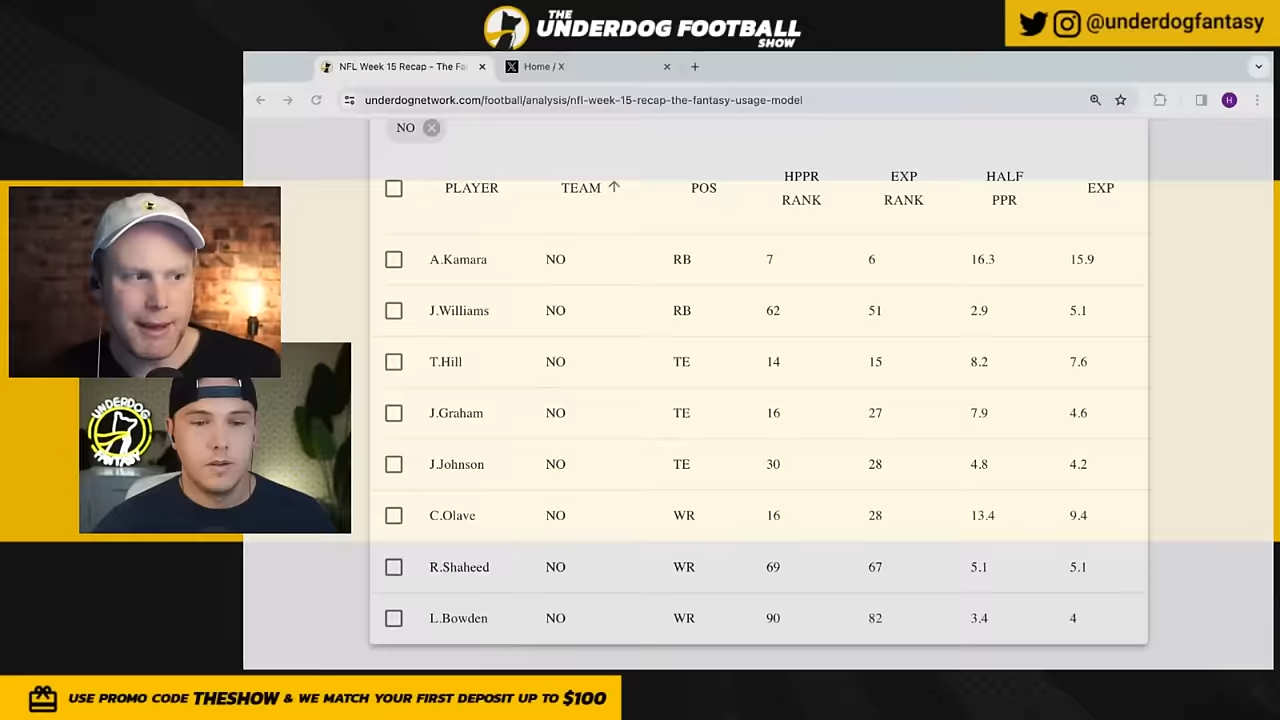 THE
UNDERDOG FOOTBALL
SHOW
@underdogfantasy
NFL Week 15 Recap - The Fa
Home / X
underdognetwork.com/football/analysis/nfl-week-15-recap-the-fantasy-usage-model
H
NO
PLAYER TEAM POS HPPR RANK EXP RANK HALF PPR EXP
A.Kamara NO RB 7 6 16.3 15.9
J.Williams NO RB 62 51 2.9 5.1
T.Hill NO TE 14 15 8.2 7.6
J.Graham NO TE 16 27 7.9 4.6
J.Johnson NO TE 30 28 4.8 4.2
C.Olave NO WR 16 28 13.4 9.4
R.Shaheed NO WR 69 67 5.1 5.1
L.Bowden NO WR 90 82 3.4 4
UNDERDOG
FANTASY
USE PROMO CODE THESHOW & WE MATCH YOUR FIRST DEPOSIT UP TO $100